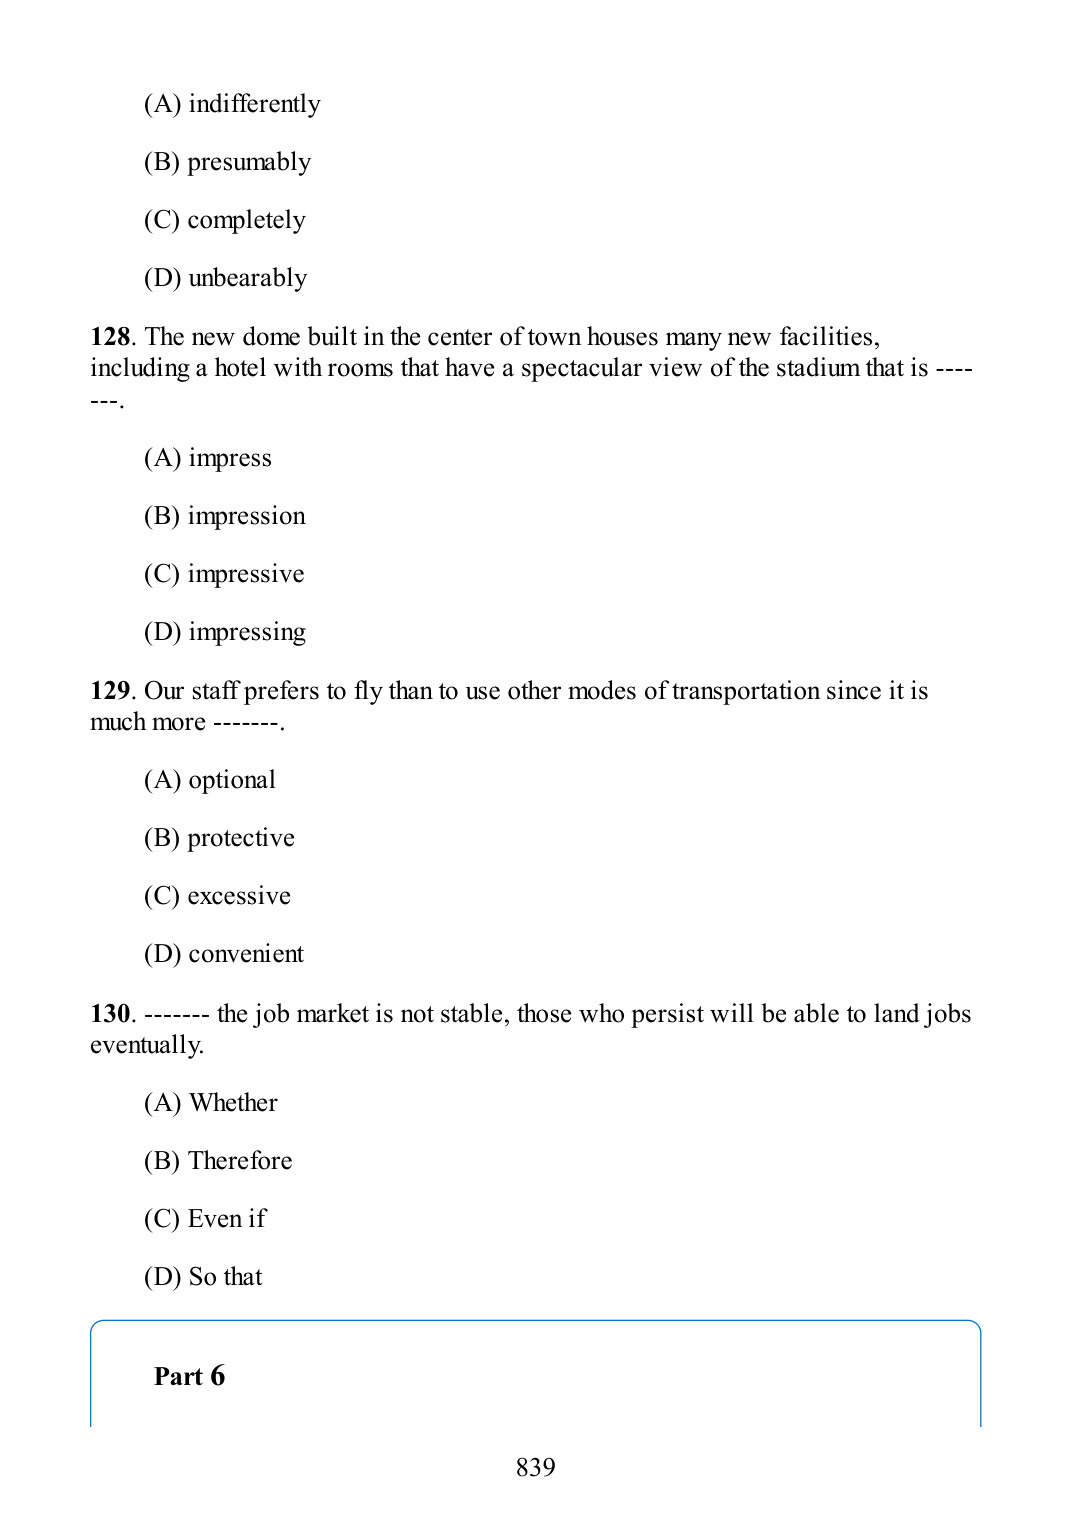 (A) indifferently
(B) presumably
(C) completely
(D) unbearably
128. The new dome built in the center of town houses many new facilities,
including a hotel with rooms that have a spectacular view of the stadium that is ----
---.
(A) impress
(B) impression
(C) impressive
(D) impressing
129. Our staff prefers to fly than to use other modes of transportation since it is
much more -------.
(A) optional
(B) protective
(C) excessive
(D) convenient
130. ------- the job market is not stable, those who persist will be able to land jobs
eventually.
(A) Whether
(B) Therefore
(C) Even if
(D) So that
Part 6
839